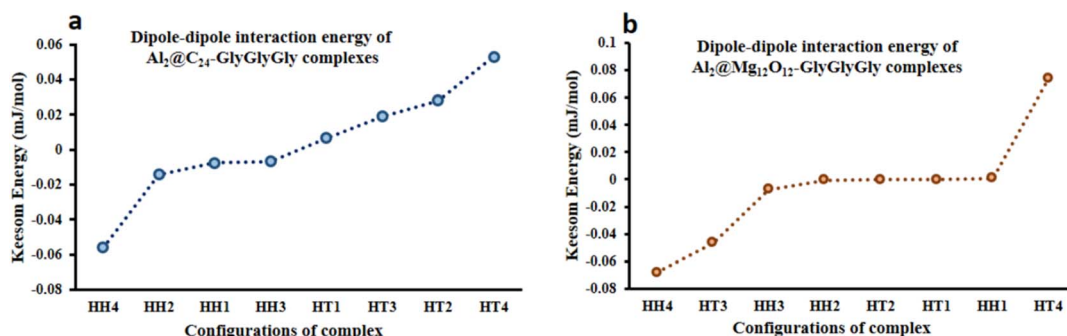 a
Dipole-dipole interaction energy of
Al₂@C₂₄-GlyGlyGly complexes
Keesom Energy (mJ/mol)
0.06
0.04
0.02
0
-0.02
-0.04
-0.06
-0.08
HH4 HH2 HH1 HH3 HT1 HT3 HT2 HT4
Configurations of complex
b
Dipole-dipole interaction energy of
Al₂@Mg₁₂O₁₂-GlyGlyGly complexes
Keesom Energy (mJ/mol)
0.1
0.08
0.06
0.04
0.02
0
-0.02
-0.04
-0.06
-0.08
HH4 HT3 HH3 HH2 HT2 HT1 HH1 HT4
Configurations of complex